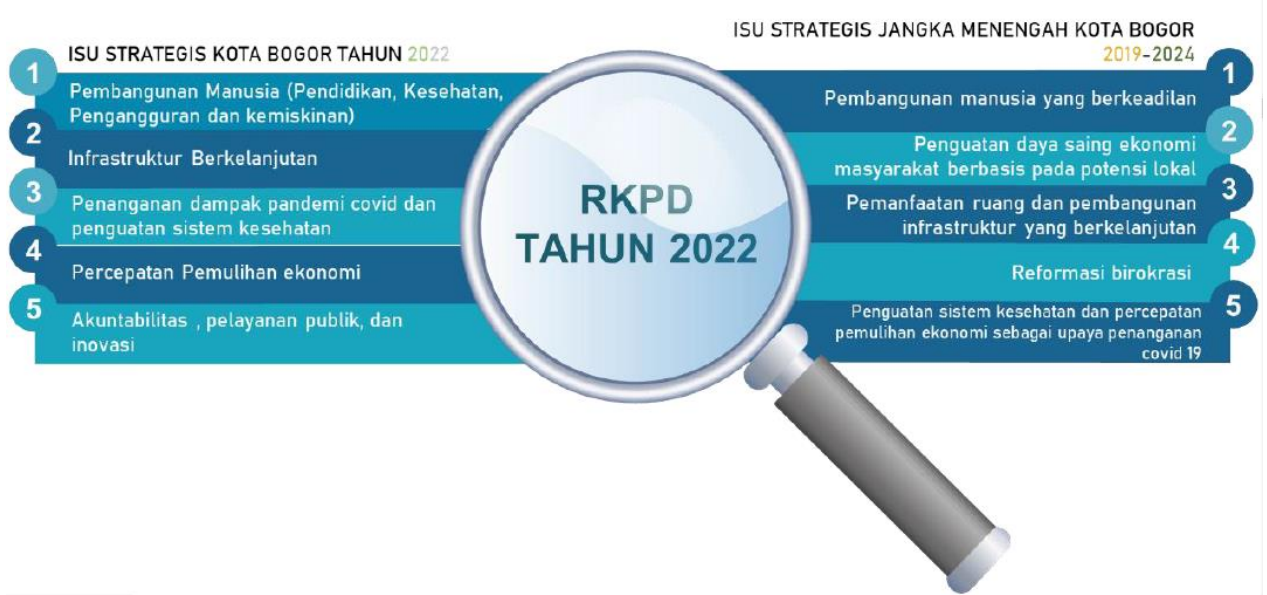 ISU STRATEGIS KOTA BOGOR TAHUN 2022
1
Pembangunan Manusia (Pendidikan, Kesehatan,
Pengangguran dan kemiskinan)
2
Infrastruktur Berkelanjutan
3
Penanganan dampak pandemi covid dan
penguatan sistem kesehatan
4
Percepatan Pemulihan ekonomi
5
Akuntabilitas , pelayanan publik, dan
inovasi
RKPD
TAHUN 2022
ISU STRATEGIS JANGKA MENENGAH KOTA BOGOR
2019-2024
1
Pembangunan manusia yang berkeadilan
2
Penguatan daya saing ekonomi
masyarakat berbasis pada potensi lokal
3
Pemanfaatan ruang dan pembangunan
infrastruktur yang berkelanjutan
4
Reformasi birokrasi
5
Penguatan sistem kesehatan dan percepatan
pemulihan ekonomi sebagai upaya penanganan
covid 19